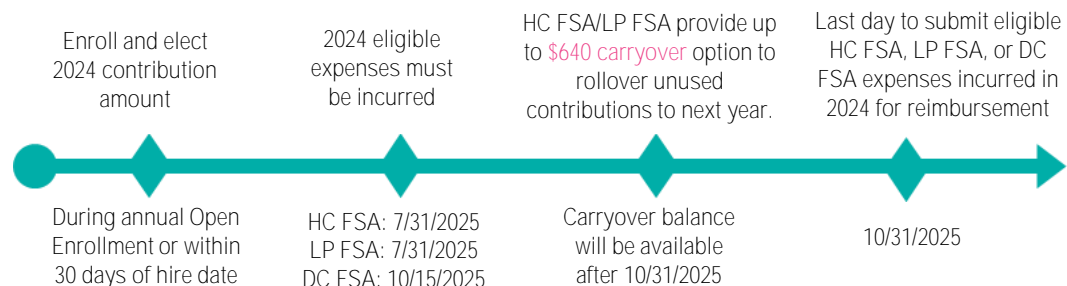 Enroll and elect
2024 contribution
amount
During annual Open
Enrollment or within
30 days of hire date
2024 eligible
expenses must
be incurred
HC FSA: 7/31/2025
LP FSA: 7/31/2025
DC FSA: 10/15/2025
HC FSA/LP FSA provide up
to $640 carryover option to
rollover unused
contributions to next year.
Carryover balance
will be available
after 10/31/2025
Last day to submit eligible
HC FSA, LP FSA, or DC
FSA expenses incurred in
2024 for reimbursement
10/31/2025